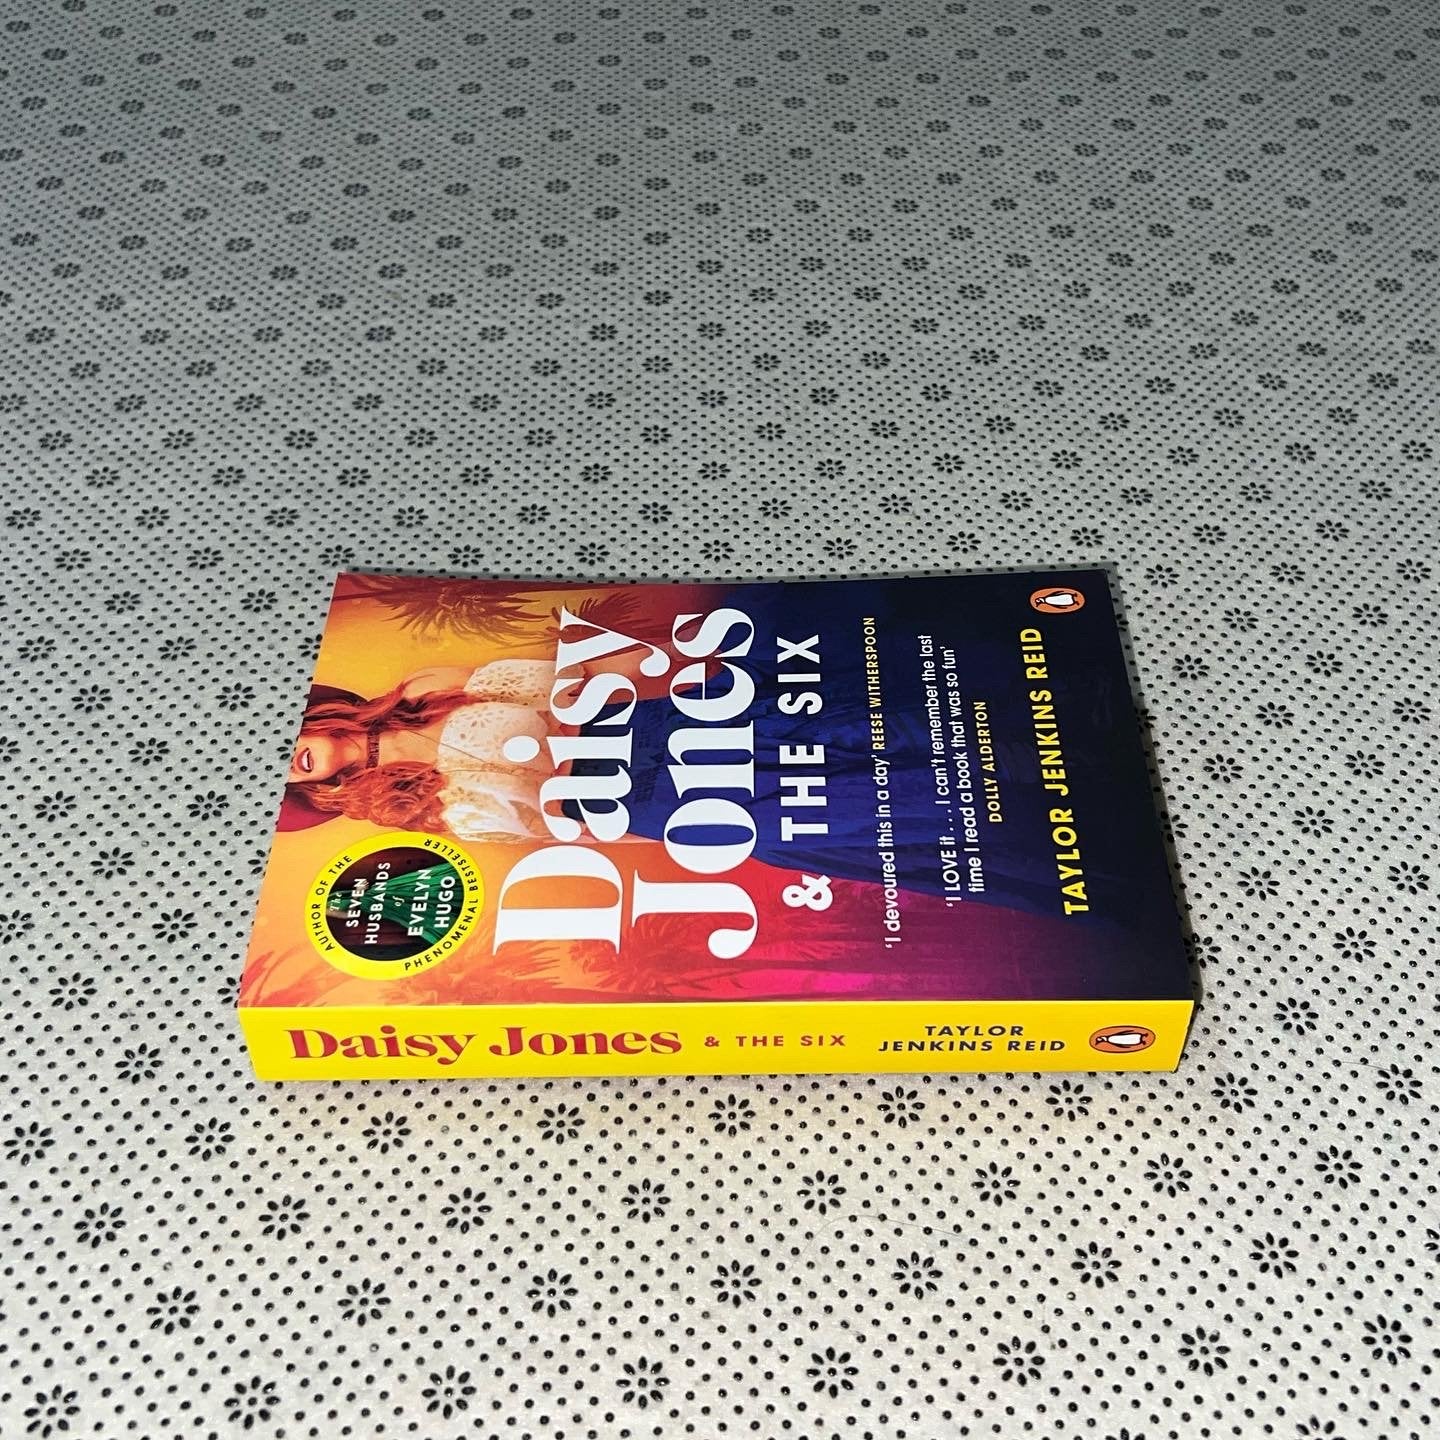 AUTHOR OF THE
The
SEVEN
HUSBANDS
of
EVELYN
HUGO
PHENOMENAL BESTSELLER
Daisy
Jones
& THE SIX
'I devoured this in a day' REESE WITHERSPOON
'I LOVE it . . . I can't remember the last
time I read a book that was so fun'
DOLLY ALDERTON
TAYLOR JENKINS REID
Daisy Jones & THE SIX
TAYLOR
JENKINS REID